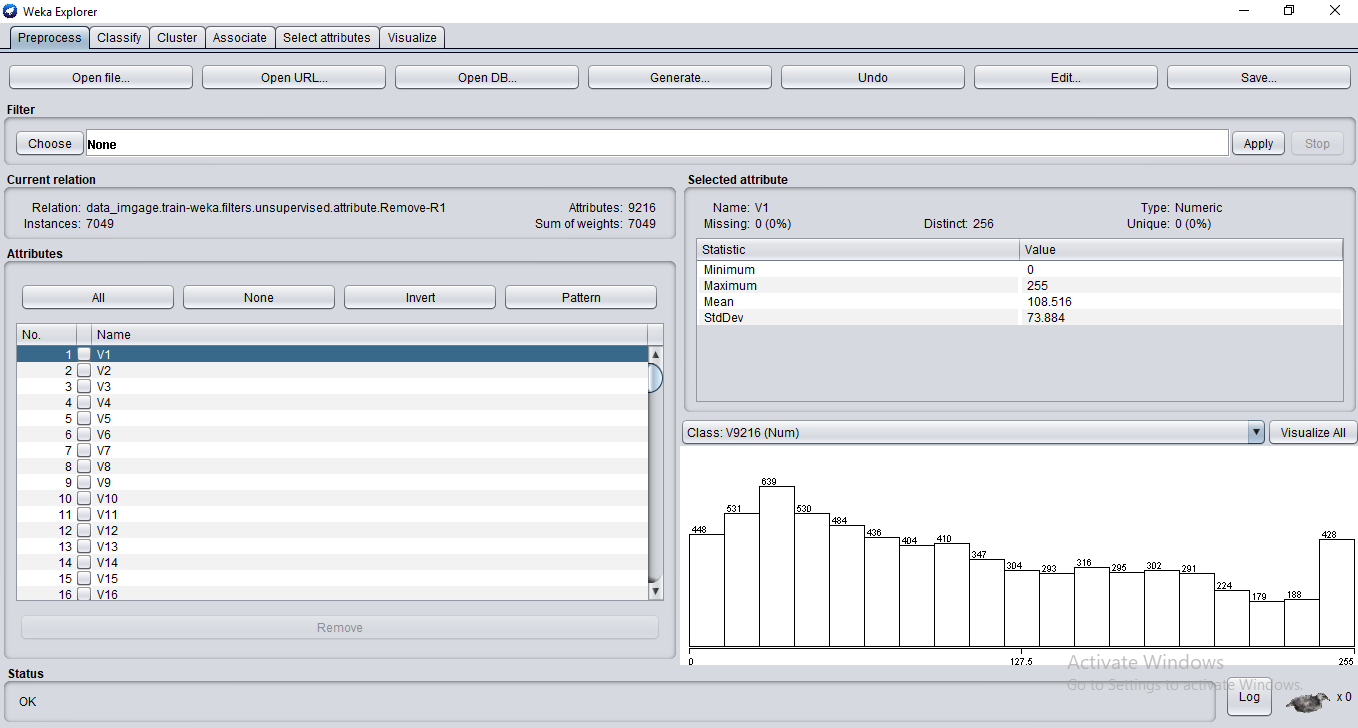 Weka Explorer
Preprocess Classify Cluster Associate Select attributes Visualize
Open file... Open URL... Open DB... Generate... Undo Edit... Save...
Filter
Choose None Apply Stop
Current relation
Relation: data_imgage.train-weka.filters.unsupervised.attribute.Remove-R1 Attributes: 9216
Instances: 7049 Sum of weights: 7049
Attributes
All None Invert Pattern
No. Name
1 V1
2 V2
3 V3
4 V4
5 V5
6 V6
7 V7
8 V8
9 V9
10 V10
11 V11
12 V12
13 V13
14 V14
15 V15
16 V16
Remove
Selected attribute
Name: V1 Type: Numeric
Missing: 0 (0%) Distinct: 256 Unique: 0 (0%)
Statistic Value
Minimum 0
Maximum 255
Mean 108.516
StdDev 73.884
Class: V9216 (Num) Visualize All
448 531 639 530 484 436 404 410 347 304 293 316 295 302 291 224 179 188 428
0 127.5 255
Activate Windows
Go to Settings to activate Windows.
Status
OK Log x 0